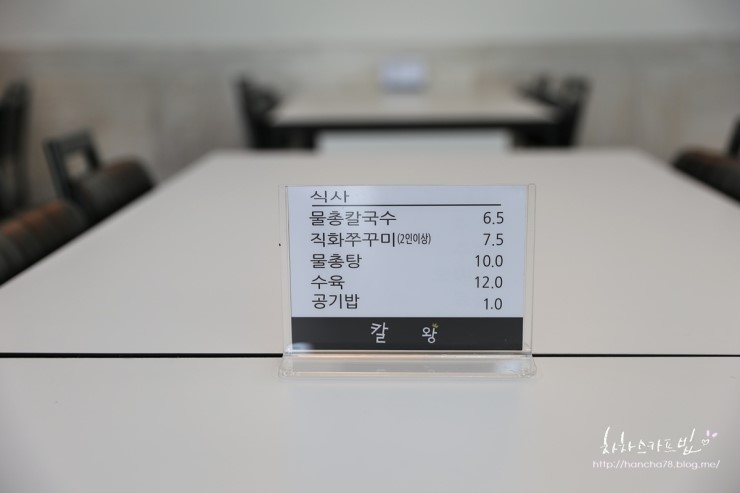 식사
물총칼국수 6.5
직화쭈꾸미(2인이상) 7.5
물총탕 10.0
수육 12.0
공기밥 1.0
칼 왕
http://hancha78.blog.me/